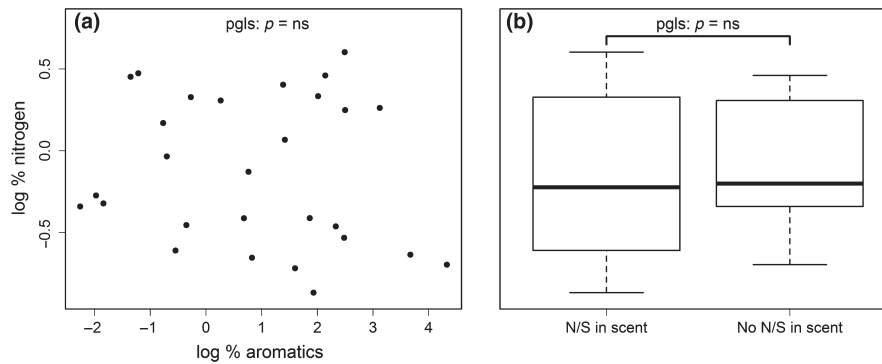 (a)
pgls: p = ns
log % nitrogen
0.5
0.0
−0.5
−2 −1 0 1 2 3 4
log % aromatics
(b)
pgls: p = ns
N/S in scent
No N/S in scent